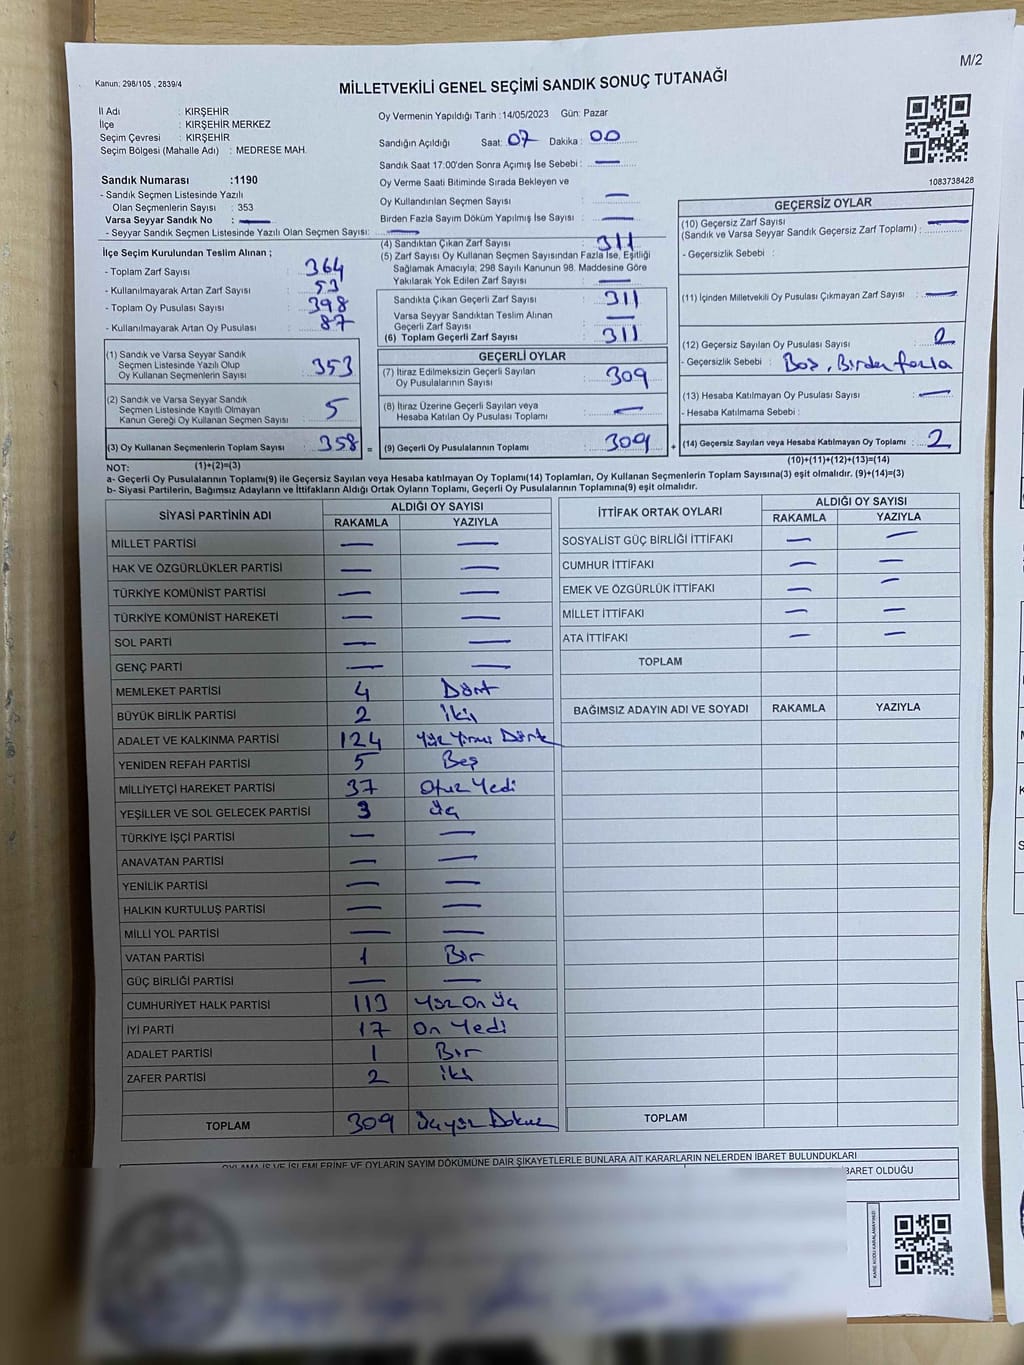 M/2
Kanun: 298/105 , 2839/4
MİLLETVEKİLİ GENEL SEÇİMİ SANDIK SONUÇ TUTANAĞI
İl Adı : KIRŞEHİR
İlçe : KIRŞEHİR MERKEZ
Seçim Çevresi : KIRŞEHİR
Seçim Bölgesi (Mahalle Adı) : MEDRESE MAH.
Sandık Numarası :1190
- Sandık Seçmen Listesinde Yazılı
Olan Seçmenlerin Sayısı : 353
Varsa Seyyar Sandık No : —
- Seyyar Sandık Seçmen Listesinde Yazılı Olan Seçmen Sayısı: —
Oy Vermenin Yapıldığı Tarih :14/05/2023 Gün: Pazar
Sandığın Açıldığı Saat: 07 Dakika : 00
Sandık Saat 17:00'den Sonra Açımış İse Sebebi : —
Oy Verme Saati Bitiminde Sırada Bekleyen ve
Oy Kullandırılan Seçmen Sayısı : —
Birden Fazla Sayım Döküm Yapılmış İse Sayısı : —
1083738428
İlçe Seçim Kurulundan Teslim Alınan ;
- Toplam Zarf Sayısı : 364
- Kullanılmayarak Artan Zarf Sayısı : 53
- Toplam Oy Pusulası Sayısı : 398
- Kullanılmayarak Artan Oy Pusulası : 87
(1) Sandık ve Varsa Seyyar Sandık
Seçmen Listesinde Yazılı Olup
Oy Kullanan Seçmenlerin Sayısı : 353
(2) Sandık ve Varsa Seyyar Sandık
Seçmen Listesinde Kayıtlı Olmayan
Kanun Gereği Oy Kullanan Seçmen Sayısı : 5
(3) Oy Kullanan Seçmenlerin Toplam Sayısı : 358 =
(4) Sandıktan Çıkan Zarf Sayısı : 311
(5) Zarf Sayısı Oy Kullanan Seçmen Sayısından Fazla İse, Eşitliği
Sağlamak Amacıyla; 298 Sayılı Kanunun 98. Maddesine Göre
Yakılarak Yok Edilen Zarf Sayısı : —
Sandıkta Çıkan Geçerli Zarf Sayısı : 311
Varsa Seyyar Sandıktan Teslim Alınan
Geçerli Zarf Sayısı : —
(6) Toplam Geçerli Zarf Sayısı : 311
GEÇERLİ OYLAR
(7) İtiraz Edilmeksizin Geçerli Sayılan
Oy Pusulalarının Sayısı : 309
(8) İtiraz Üzerine Geçerli Sayılan veya
Hesaba Katılan Oy Pusulası Toplamı : —
(9) Geçerli Oy Pusulalarının Toplamı : 309 +
GEÇERSİZ OYLAR
(10) Geçersiz Zarf Sayısı —
(Sandık ve Varsa Seyyar Sandık Geçersiz Zarf Toplamı) :
- Geçersizlik Sebebi :
(11) İçinden Milletvekili Oy Pusulası Çıkmayan Zarf Sayısı : —
(12) Geçersiz Sayılan Oy Pusulası Sayısı : 2
- Geçersizlik Sebebi : Boş, Birden fazla
(13) Hesaba Katılmayan Oy Pusulası Sayısı : —
- Hesaba Katılmama Sebebi :
(14) Geçersiz Sayılan veya Hesaba Katılmayan Oy Toplamı : 2
NOT: (1)+(2)=(3) (10)+(11)+(12)+(13)=(14)
a- Geçerli Oy Pusulalarının Toplamı(9) ile Geçersiz Sayılan veya Hesaba katılmayan Oy Toplamı(14) Toplamları, Oy Kullanan Seçmenlerin Toplam Sayısına(3) eşit olmalıdır. (9)+(14)=(3)
b- Siyasi Partilerin, Bağımsız Adayların ve İttifakların Aldığı Ortak Oyların Toplamı, Geçerli Oy Pusulalarının Toplamına(9) eşit olmalıdır.
SİYASİ PARTİNİN ADI ALDIĞI OY SAYISI
RAKAMLA YAZIYLA
MİLLET PARTİSİ — —
HAK VE ÖZGÜRLÜKLER PARTİSİ — —
TÜRKİYE KOMÜNİST PARTİSİ — —
TÜRKİYE KOMÜNİST HAREKETİ — —
SOL PARTİ — —
GENÇ PARTİ — —
MEMLEKET PARTİSİ 4 Dört
BÜYÜK BİRLİK PARTİSİ 2 İki
ADALET VE KALKINMA PARTİSİ 124 Yüz Yirmi Dört
YENİDEN REFAH PARTİSİ 5 Beş
MİLLİYETÇİ HAREKET PARTİSİ 37 Otuz Yedi
YEŞİLLER VE SOL GELECEK PARTİSİ 3 Üç
TÜRKİYE İŞÇİ PARTİSİ — —
ANAVATAN PARTİSİ — —
YENİLİK PARTİSİ — —
HALKIN KURTULUŞ PARTİSİ — —
MİLLİ YOL PARTİSİ — —
VATAN PARTİSİ 1 Bir
GÜÇ BİRLİĞİ PARTİSİ — —
CUMHURİYET HALK PARTİSİ 113 Yüz On Üç
İYİ PARTİ 17 On Yedi
ADALET PARTİSİ 1 Bir
ZAFER PARTİSİ 2 İki
TOPLAM 309 Üçyüz Dokuz
İTTİFAK ORTAK OYLARI ALDIĞI OY SAYISI
RAKAMLA YAZIYLA
SOSYALİST GÜÇ BİRLİĞİ İTTİFAKI — —
CUMHUR İTTİFAKI — —
EMEK VE ÖZGÜRLÜK İTTİFAKI — —
MİLLET İTTİFAKI — —
ATA İTTİFAKI — —
TOPLAM
BAĞIMSIZ ADAYIN ADI VE SOYADI RAKAMLA YAZIYLA
TOPLAM
OYLAMA İŞ VE İŞLEMLERİNE VE OYLARIN SAYIM DÖKÜMÜNE DAİR ŞİKAYETLERLE BUNLARA AİT KARARLARIN NELERDEN İBARET BULUNDUKLARI
İBARET OLDUĞU
KARE KODU KARALAMAYINIZ!